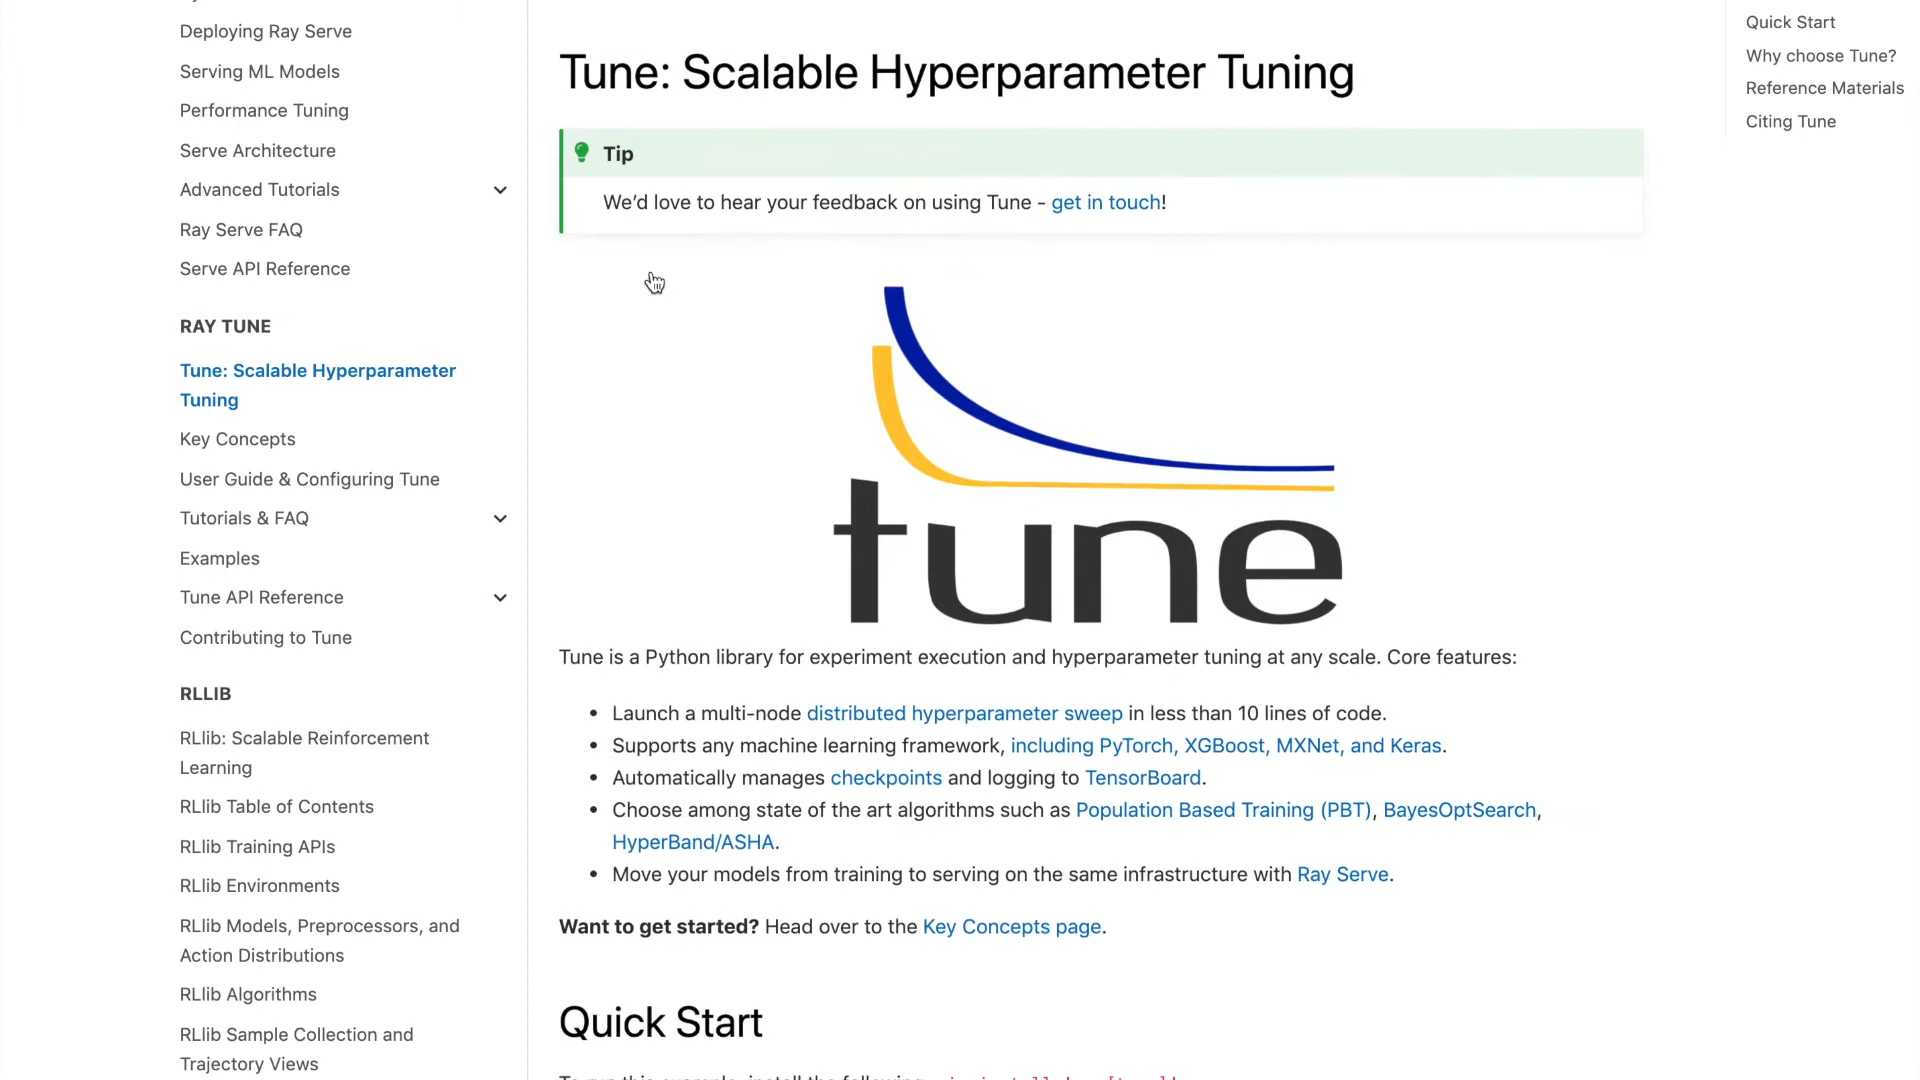 Deploying Ray Serve
Serving ML Models
Performance Tuning
Serve Architecture
Advanced Tutorials
Ray Serve FAQ
Serve API Reference
RAY TUNE
Tune: Scalable Hyperparameter
Tuning
Key Concepts
User Guide & Configuring Tune
Tutorials & FAQ
Examples
Tune API Reference
Contributing to Tune
RLLIB
RLlib: Scalable Reinforcement
Learning
RLlib Table of Contents
RLlib Training APIs
RLlib Environments
RLlib Models, Preprocessors, and
Action Distributions
RLlib Algorithms
RLlib Sample Collection and
Trajectory Views
Tune: Scalable Hyperparameter Tuning
Tip
We’d love to hear your feedback on using Tune - get in touch!
tune
Tune is a Python library for experiment execution and hyperparameter tuning at any scale. Core features:
• Launch a multi-node distributed hyperparameter sweep in less than 10 lines of code.
• Supports any machine learning framework, including PyTorch, XGBoost, MXNet, and Keras.
• Automatically manages checkpoints and logging to TensorBoard.
• Choose among state of the art algorithms such as Population Based Training (PBT), BayesOptSearch,
HyperBand/ASHA.
• Move your models from training to serving on the same infrastructure with Ray Serve.
Want to get started? Head over to the Key Concepts page.
Quick Start
Quick Start
Why choose Tune?
Reference Materials
Citing Tune